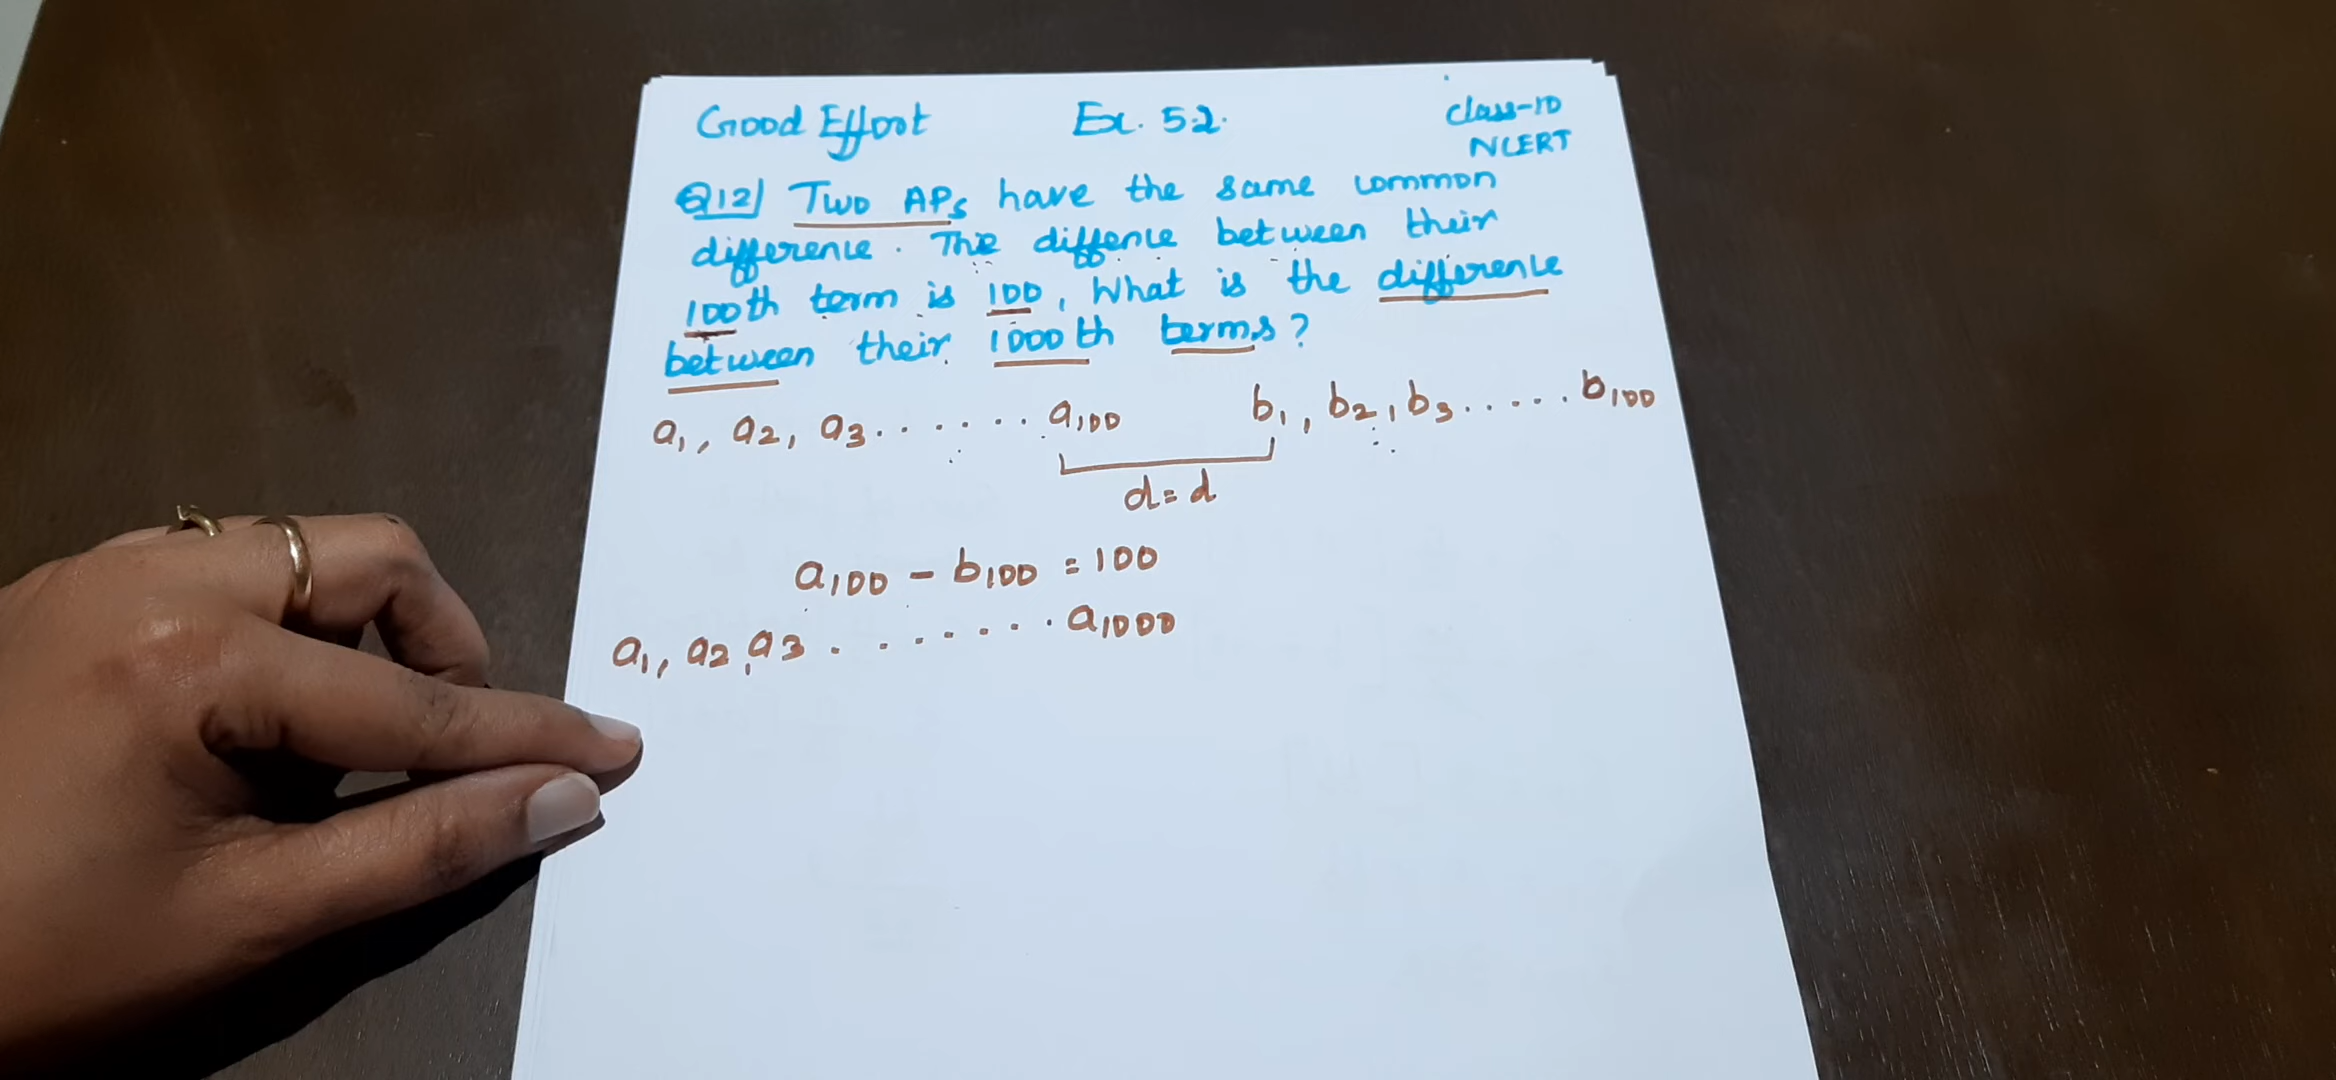 Good Effort Ex. 5.2. class-10
NCERT
Q12) Two APs have the same common
difference. The diffence between their
100th term is 100, What is the difference
between their 1000th terms?
a1, a2, a3. . . . . . a100 b1, b2, b3. . . . . b100
d = d
a100 - b100 = 100
a1, a2, a3 . . . . . . . a1000